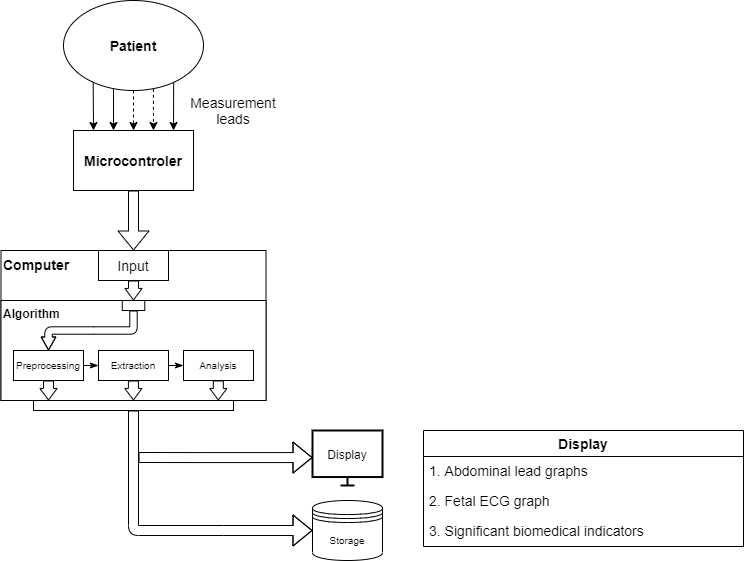 Patient
Measurement
leads
Microcontroler
Computer
Input
Algorithm
Preprocessing
Extraction
Analysis
Display
Storage
Display
1. Abdominal lead graphs
2. Fetal ECG graph
3. Significant biomedical indicators